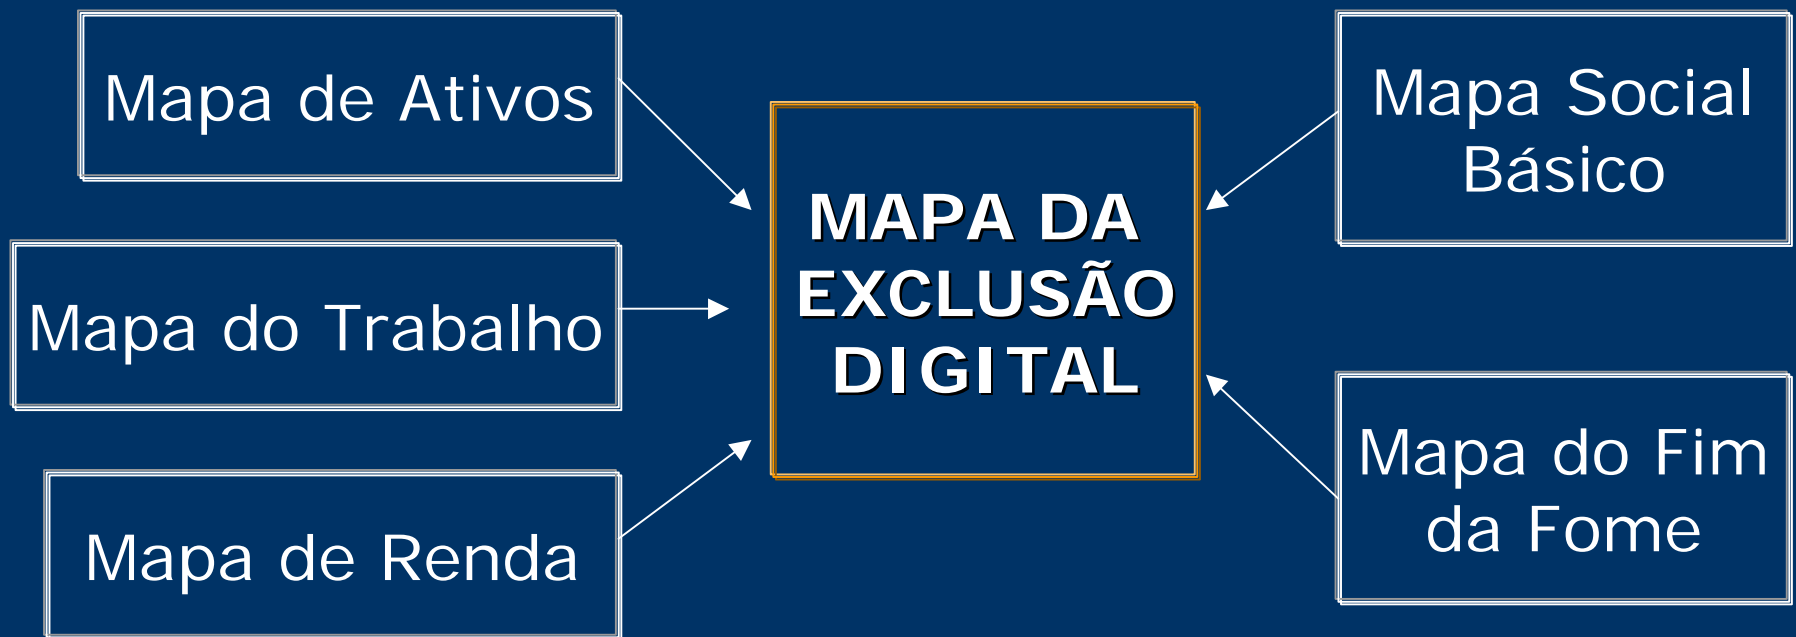 Mapa de Ativos
Mapa do Trabalho
Mapa de Renda
MAPA DA
EXCLUSÃO
DIGITAL
Mapa Social
Básico
Mapa do Fim
da Fome